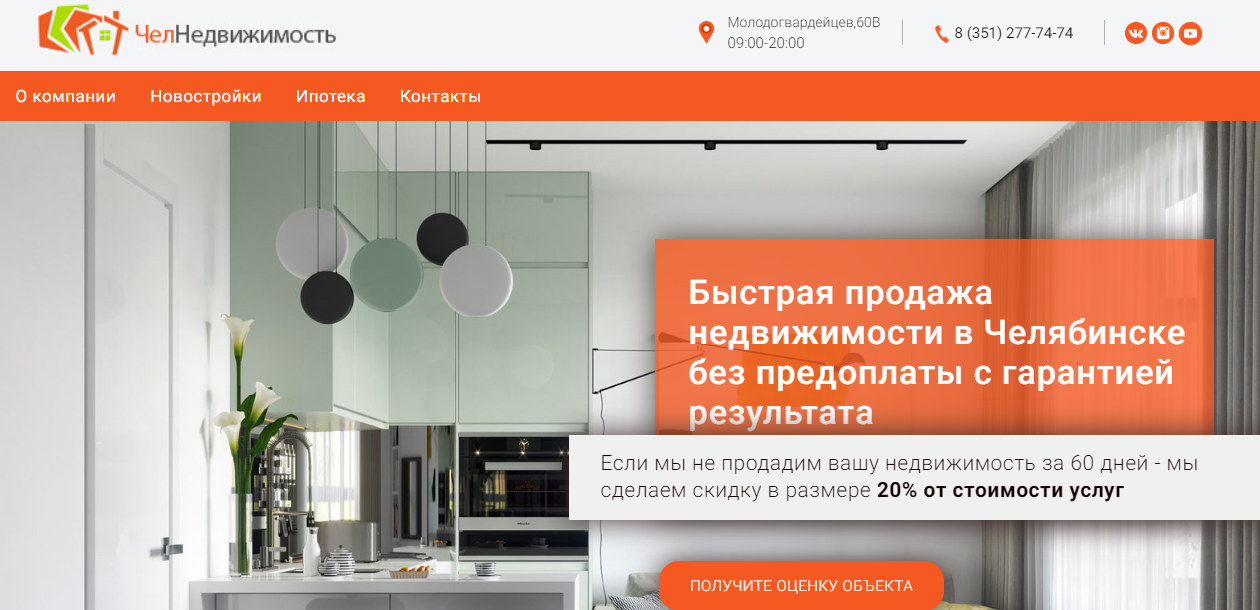 ЧелНедвижимость
Молодогвардейцев,60В
09:00-20:00
8 (351) 277-74-74
О компании Новостройки Ипотека Контакты
Быстрая продажа
недвижимости в Челябинске
без предоплаты с гарантией
результата
Если мы не продадим вашу недвижимость за 60 дней - мы
сделаем скидку в размере 20% от стоимости услуг
ПОЛУЧИТЕ ОЦЕНКУ ОБЪЕКТА